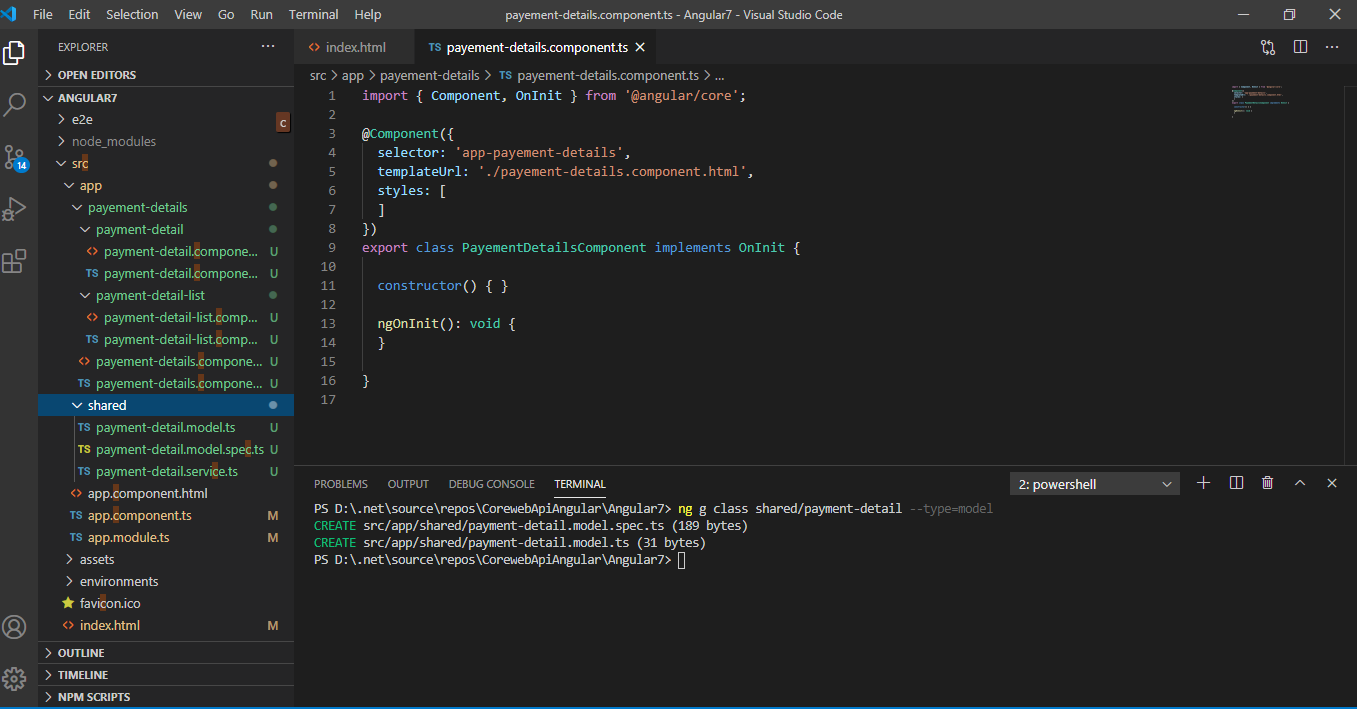 File Edit Selection View Go Run Terminal Help
payement-details.component.ts - Angular7 - Visual Studio Code
EXPLORER
OPEN EDITORS
ANGULAR7
e2e
C
node_modules
src
app
payement-details
payment-detail
payment-detail.compone... U
TS payment-detail.compone... U
payment-detail-list
payment-detail-list.comp... U
TS payment-detail-list.comp... U
payement-details.compone... U
TS payement-details.compone... U
shared
TS payment-detail.model.ts U
TS payment-detail.model.spec.ts U
TS payment-detail.service.ts U
app.component.html
TS app.component.ts M
TS app.module.ts M
assets
environments
favicon.ico
index.html M
OUTLINE
TIMELINE
NPM SCRIPTS
14
index.html
TS payement-details.component.ts
src > app > payement-details > TS payement-details.component.ts > ...
1 import { Component, OnInit } from '@angular/core';
2
3 @Component({
4 selector: 'app-payement-details',
5 templateUrl: './payement-details.component.html',
6 styles: [
7 ]
8 })
9 export class PayementDetailsComponent implements OnInit {
10
11 constructor() { }
12
13 ngOnInit(): void {
14 }
15
16 }
17
PROBLEMS OUTPUT DEBUG CONSOLE TERMINAL
2: powershell
PS D:\.net\source\repos\CorewebApiAngular\Angular7> ng g class shared/payment-detail --type=model
CREATE src/app/shared/payment-detail.model.spec.ts (189 bytes)
CREATE src/app/shared/payment-detail.model.ts (31 bytes)
PS D:\.net\source\repos\CorewebApiAngular\Angular7>